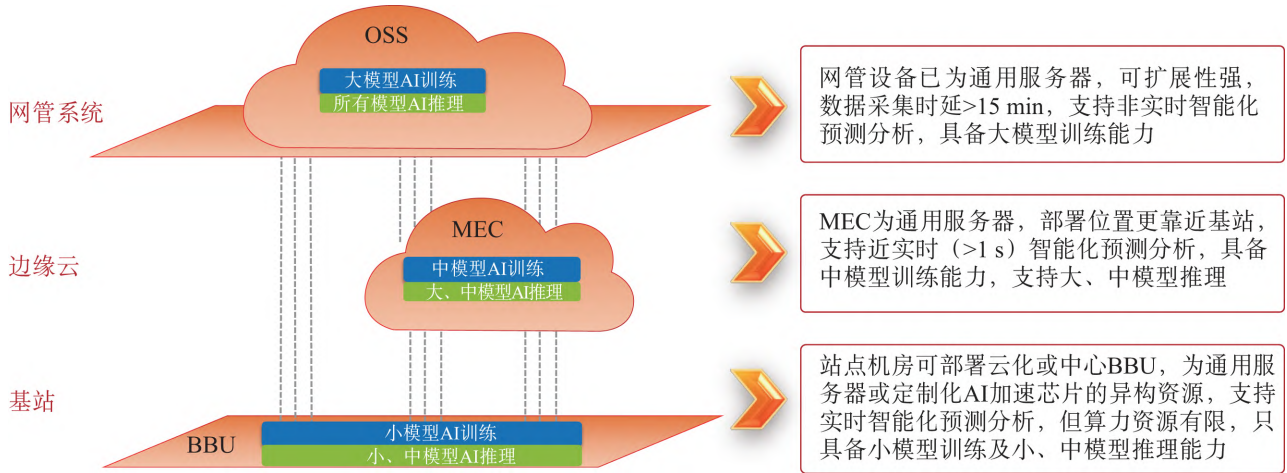 网管系统
OSS
大模型AI训练
所有模型AI推理
网管设备已为通用服务器，可扩展性强，
数据采集时延>15 min，支持非实时智能化
预测分析，具备大模型训练能力
边缘云
MEC
中模型AI训练
大、中模型AI推理
MEC为通用服务器，部署位置更靠近基站，
支持近实时（>1 s）智能化预测分析，具备
中模型训练能力，支持大、中模型推理
基站
BBU
小模型AI训练
小、中模型AI推理
站点机房可部署云化或中心BBU，为通用服
务器或定制化AI加速芯片的异构资源，支持
实时智能化预测分析，但算力资源有限，只
具备小模型训练及小、中模型推理能力